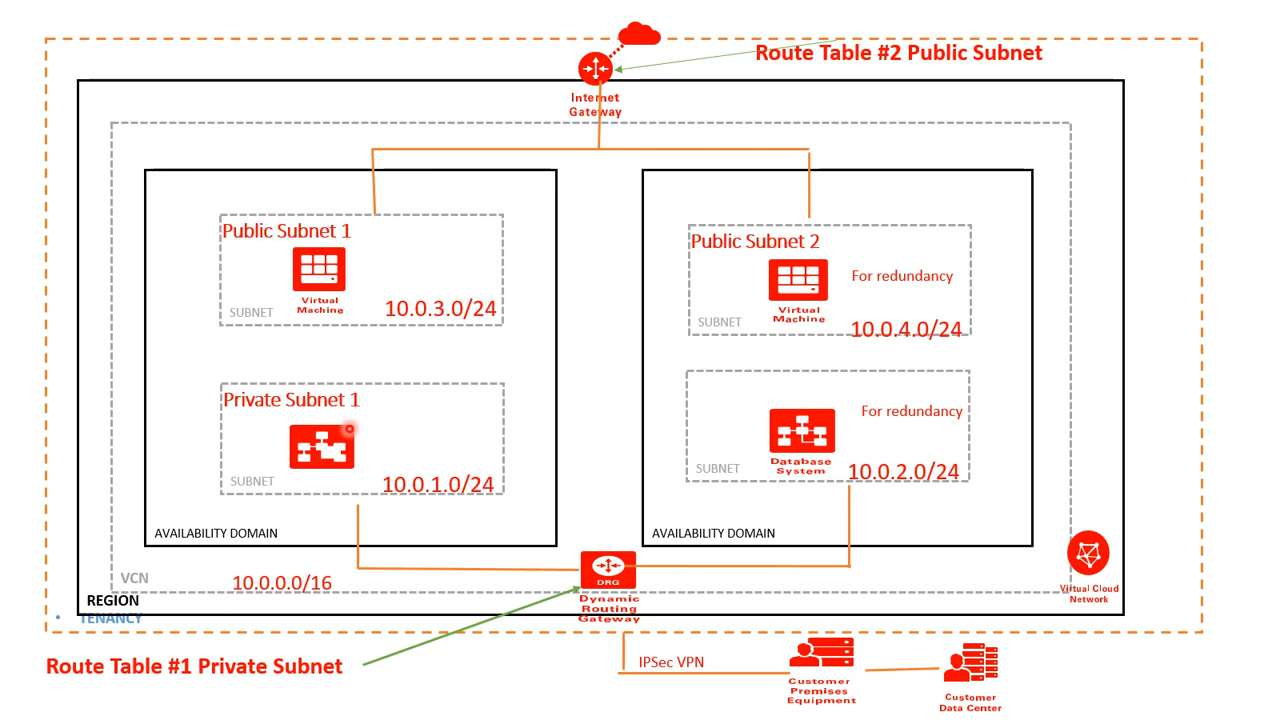 Route Table #2 Public Subnet
Internet
Gateway
Public Subnet 1
Virtual
Machine
SUBNET
10.0.3.0/24
Public Subnet 2
For redundancy
Virtual
Machine
SUBNET
10.0.4.0/24
Private Subnet 1
SUBNET
10.0.1.0/24
For redundancy
Database
System
SUBNET
10.0.2.0/24
AVAILABILITY DOMAIN
AVAILABILITY DOMAIN
DRG
Dynamic
Routing
Gateway
VCN
10.0.0.0/16
Virtual Cloud
Network
REGION
• TENANCY
Route Table #1 Private Subnet
IPSec VPN
Customer
Premises
Equipment
Customer
Data Center